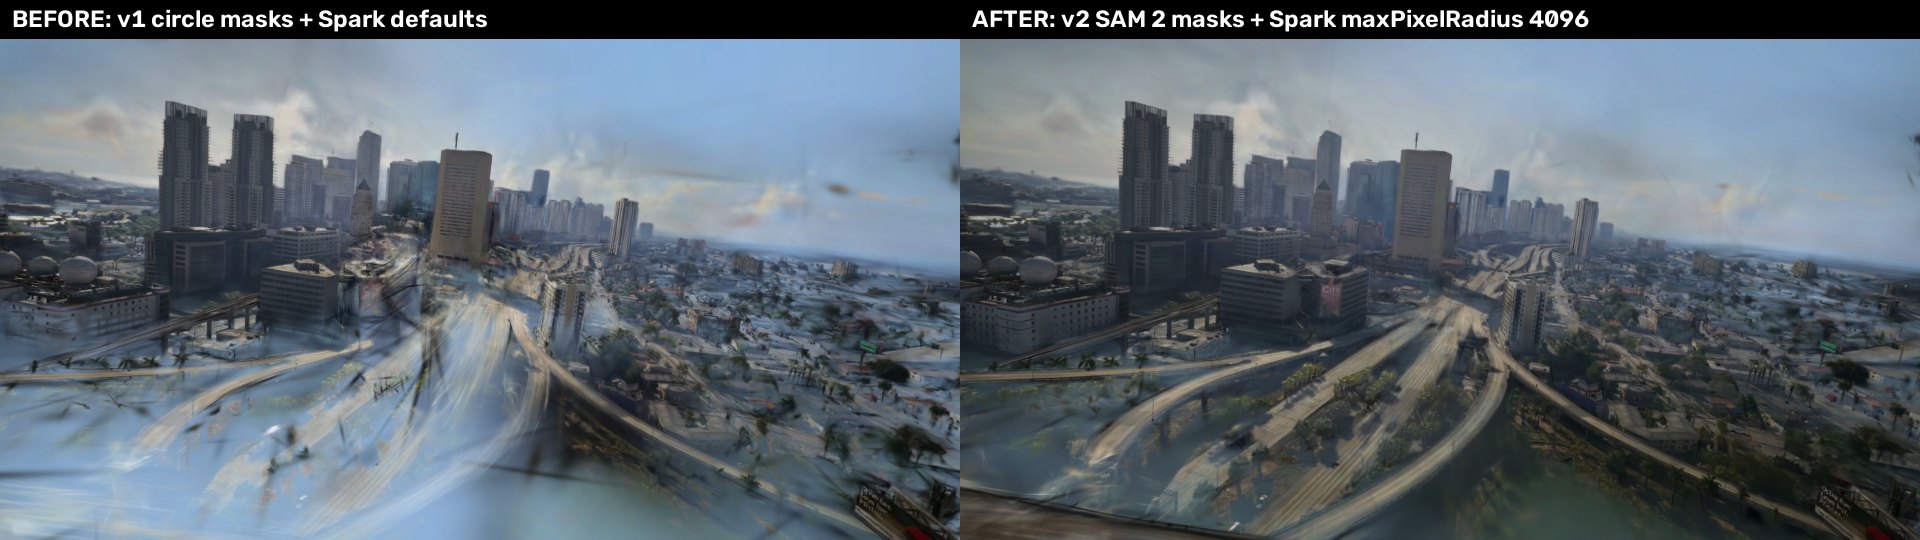 BEFORE: v1 circle masks + Spark defaults
AFTER: v2 SAM 2 masks + Spark maxPixelRadius 4096